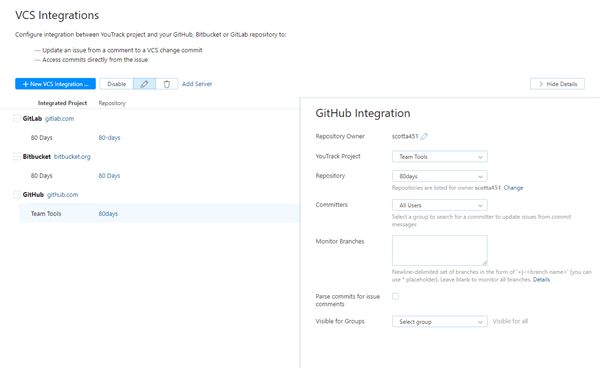 VCS Integrations
Configure integration between YouTrack project and your GitHub, Bitbucket or GitLab repository to:
— Update an issue from a comment to a VCS change commit
— Access commits directly from the issue
+ New VCS Integration ...
Disable
Add Server
Hide Details
Integrated Project Repository
GitLab gitlab.com
80 Days 80-days
Bitbucket bitbucket.org
80 Days 80 Days
GitHub github.com
Team Tools 80days
GitHub Integration
Repository Owner scotta451
YouTrack Project Team Tools
Repository 80days
Repositories are listed for owner scotta451. Change
Committers All Users
Select a group to search for a committer to update issues from commit
messages
Monitor Branches
Newline-delimited set of branches in the form of '+|-:<branch name>' (you can
use * placeholder). Leave blank to monitor all branches. Details
Parse commits for issue
comments
Visible for Groups Select group Visible for all